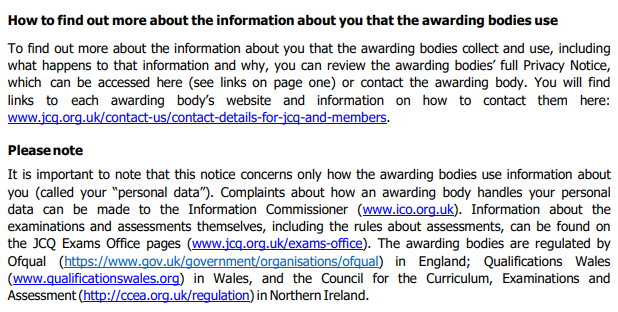 How to find out more about the information about you that the awarding bodies use
To find out more about the information about you that the awarding bodies collect and use, including
what happens to that information and why, you can review the awarding bodies' full Privacy Notice,
which can be accessed here (see links on page one) or contact the awarding body. You will find
links to each awarding body's website and information on how to contact them here:
www.jcq.org.uk/contact-us/contact-details-for-jcq-and-members.
Please note
It is important to note that this notice concerns only how the awarding bodies use information about
you (called your “personal data”). Complaints about how an awarding body handles your personal
data can be made to the Information Commissioner (www.ico.org.uk). Information about the
examinations and assessments themselves, including the rules about assessments, can be found on
the JCQ Exams Office pages (www.jcq.org.uk/exams-office). The awarding bodies are regulated by
Ofqual (https://www.gov.uk/government/organisations/ofqual) in England; Qualifications Wales
(www.qualificationswales.org) in Wales, and the Council for the Curriculum, Examinations and
Assessment (http://ccea.org.uk/regulation) in Northern Ireland.